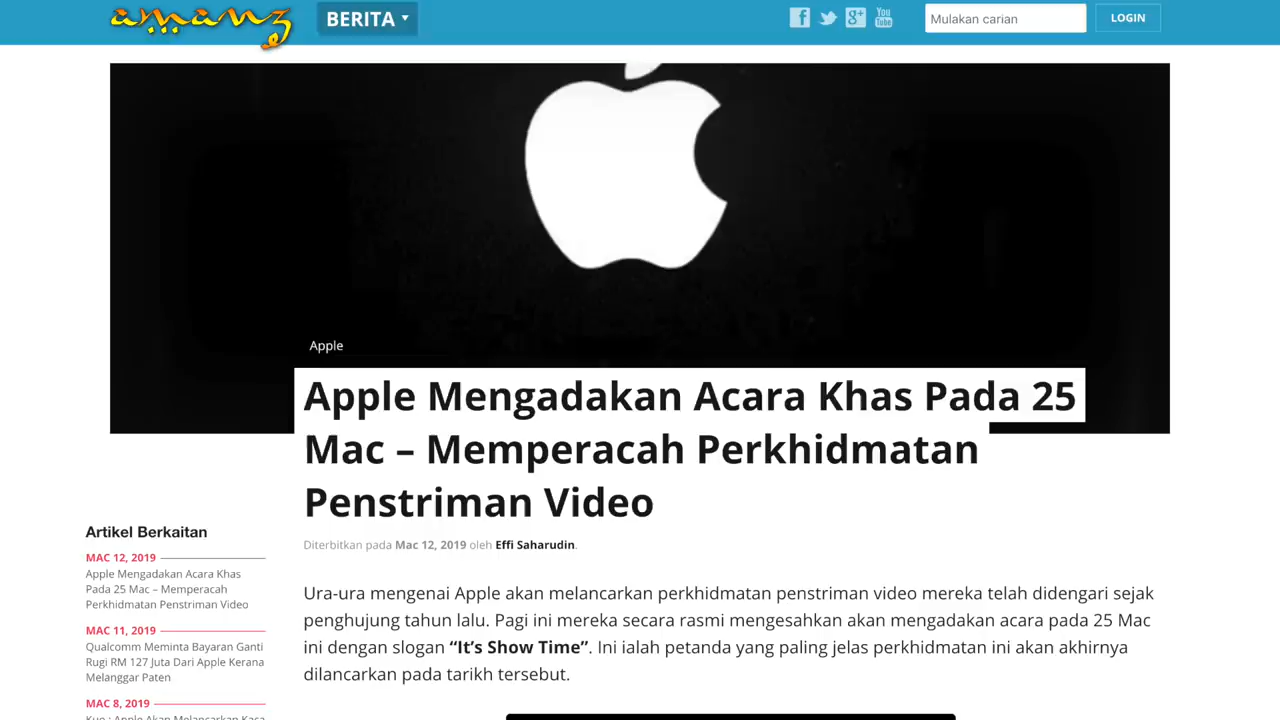 amanz
BERITA
Mulakan carian
LOGIN
Apple
Apple Mengadakan Acara Khas Pada 25
Mac – Memperacah Perkhidmatan
Penstriman Video
Diterbitkan pada Mac 12, 2019 oleh Effi Saharudin.
Artikel Berkaitan
MAC 12, 2019
Apple Mengadakan Acara Khas
Pada 25 Mac – Memperacah
Perkhidmatan Penstriman Video
MAC 11, 2019
Qualcomm Meminta Bayaran Ganti
Rugi RM 127 Juta Dari Apple Kerana
Melanggar Paten
MAC 8, 2019
Kuo : Apple Akan Melancarkan Kaca
Ura-ura mengenai Apple akan melancarkan perkhidmatan penstriman video mereka telah didengari sejak
penghujung tahun lalu. Pagi ini mereka secara rasmi mengesahkan akan mengadakan acara pada 25 Mac
ini dengan slogan “It’s Show Time”. Ini ialah petanda yang paling jelas perkhidmatan ini akan akhirnya
dilancarkan pada tarikh tersebut.